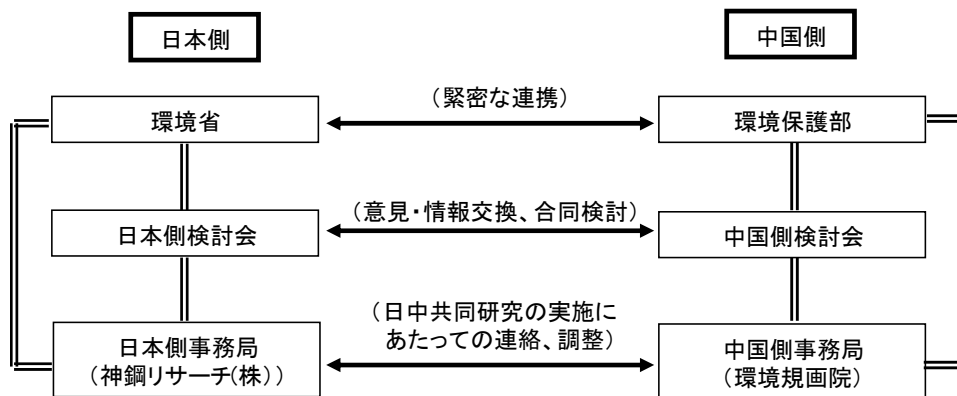 日本側
中国側
(緊密な連携)
環境省
環境保護部
(意見・情報交換、合同検討)
日本側検討会
中国側検討会
(日中共同研究の実施に
あたっての連絡、調整)
日本側事務局
(神鋼リサーチ(株))
中国側事務局
(環境規画院)